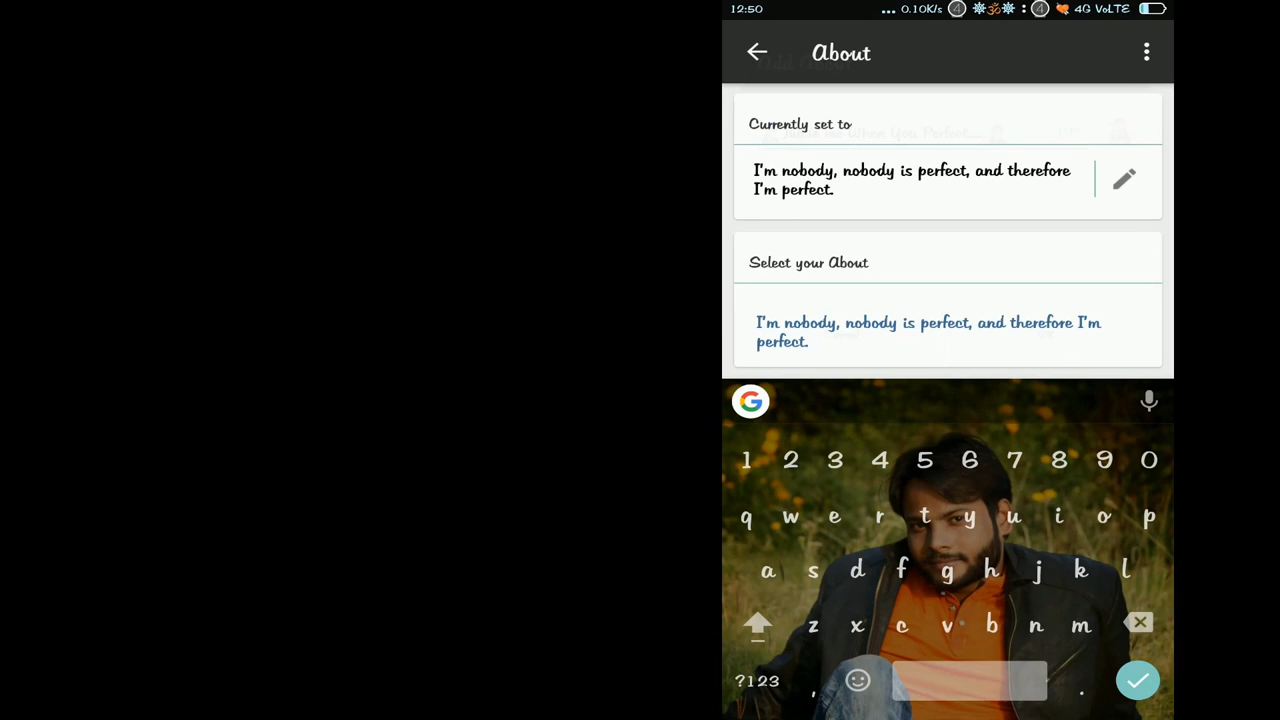 12:50 ... 0.10K/s 4 ⎈ॐ⎈ : 4 💘 4G VoLTE
About
Currently set to
I'm nobody, nobody is perfect, and therefore
I'm perfect.
Select your About
I'm nobody, nobody is perfect, and therefore I'm
perfect.
G
1 2 3 4 5 6 7 8 9 0
q w e r t y u i o p
a s d f g h j k l
z x c v b n m
?123 , .